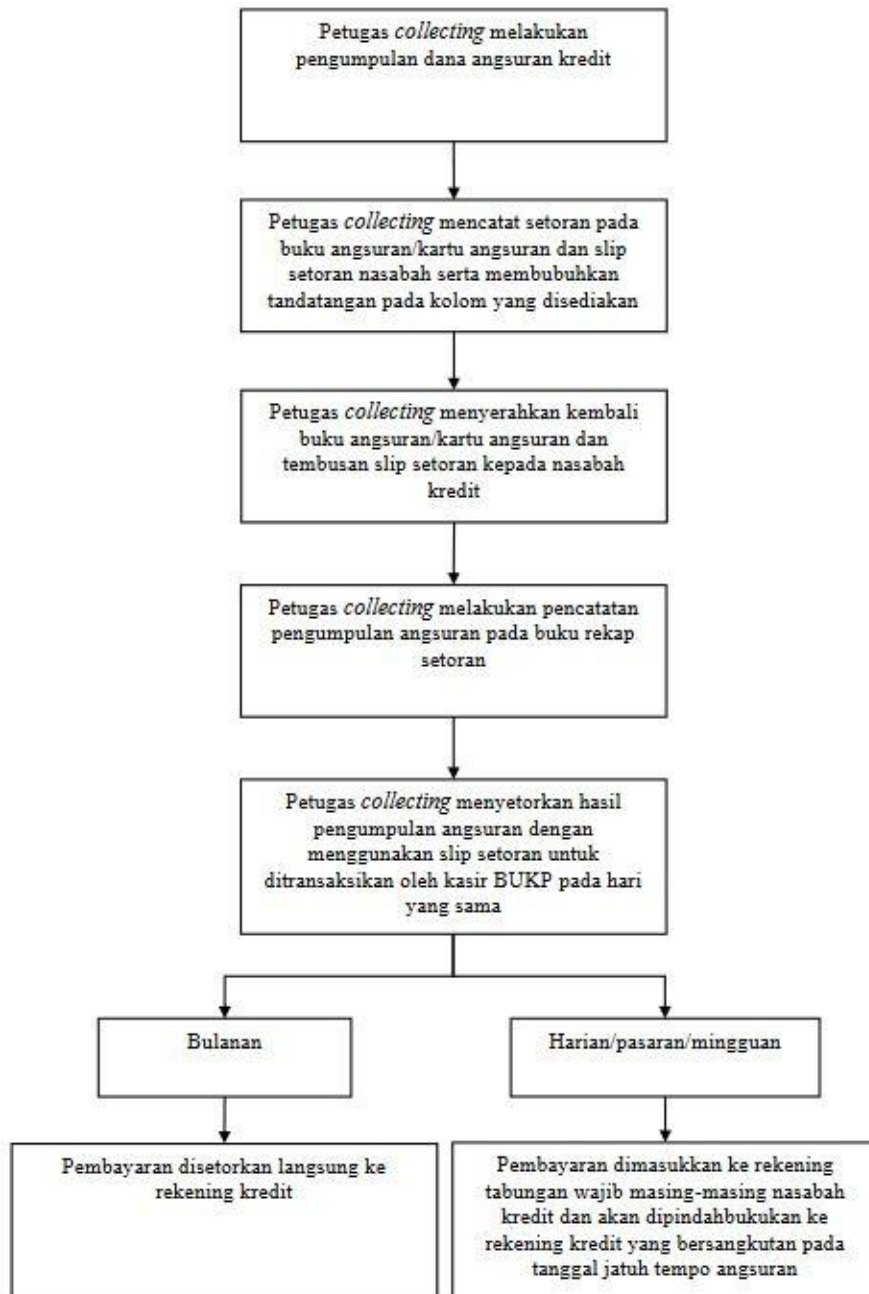 Petugas collecting melakukan
pengumpulan dana angsuran kredit
Petugas collecting mencatat setoran pada
buku angsuran/kartu angsuran dan slip
setoran nasabah serta membubuhkan
tandatangan pada kolom yang disediakan
Petugas collecting menyerahkan kembali
buku angsuran/kartu angsuran dan
tembusan slip setoran kepada nasabah
kredit
Petugas collecting melakukan pencatatan
pengumpulan angsuran pada buku rekap
setoran
Petugas collecting menyetorkan hasil
pengumpulan angsuran dengan
menggunakan slip setoran untuk
ditransaksikan oleh kasir BUKP pada hari
yang sama
Bulanan
Harian/pasaran/mingguan
Pembayaran disetorkan langsung ke
rekening kredit
Pembayaran dimasukkan ke rekening
tabungan wajib masing-masing nasabah
kredit dan akan dipindahbukukan ke
rekening kredit yang bersangkutan pada
tanggal jatuh tempo angsuran